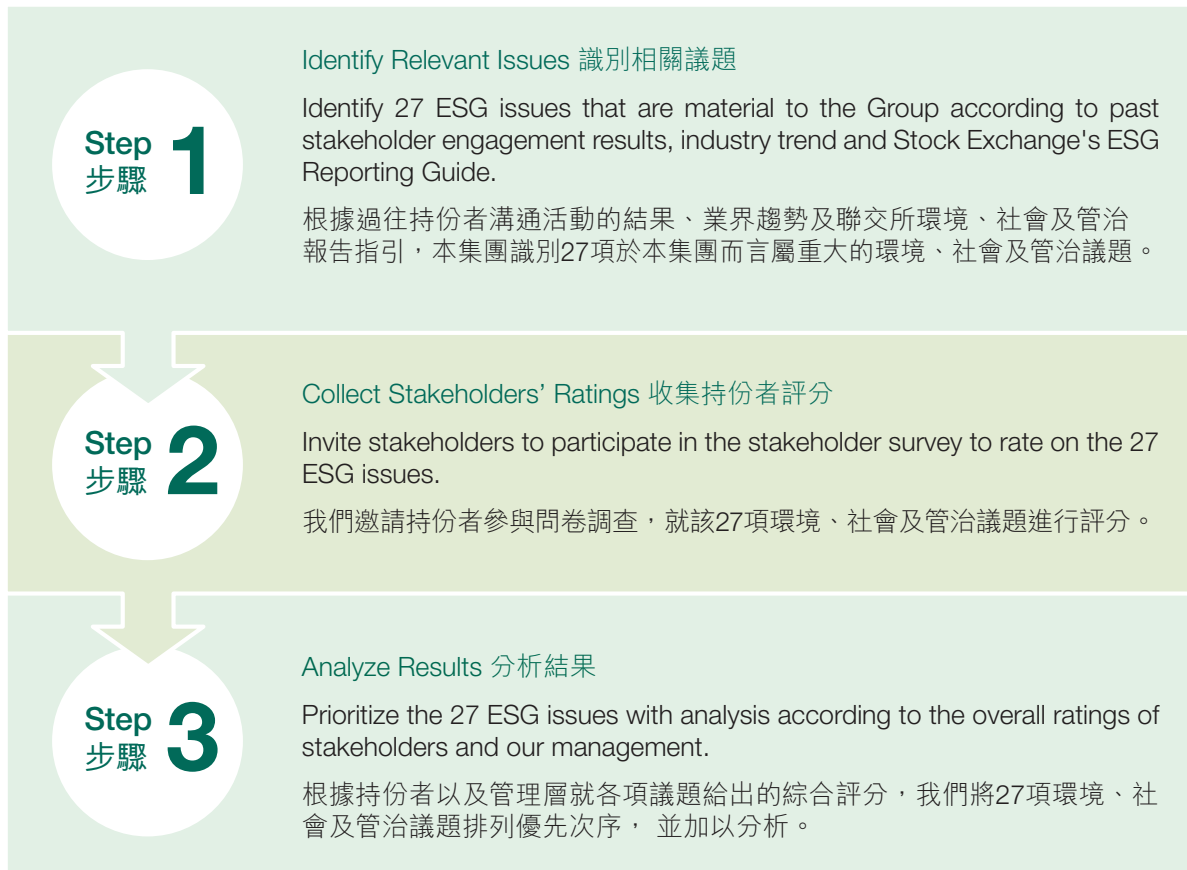 Step 1
步驟
Identify Relevant Issues 識別相關議題
Identify 27 ESG issues that are material to the Group according to past
stakeholder engagement results, industry trend and Stock Exchange's ESG
Reporting Guide.
根據過往持份者溝通活動的結果、業界趨勢及聯交所環境、社會及管治
報告指引，本集團識別27項於本集團而言屬重大的環境、社會及管治議題。
Step 2
步驟
Collect Stakeholders’ Ratings 收集持份者評分
Invite stakeholders to participate in the stakeholder survey to rate on the 27
ESG issues.
我們邀請持份者參與問卷調查，就該27項環境、社會及管治議題進行評分。
Step 3
步驟
Analyze Results 分析結果
Prioritize the 27 ESG issues with analysis according to the overall ratings of
stakeholders and our management.
根據持份者以及管理層就各項議題給出的綜合評分，我們將27項環境、社
會及管治議題排列優先次序， 並加以分析。